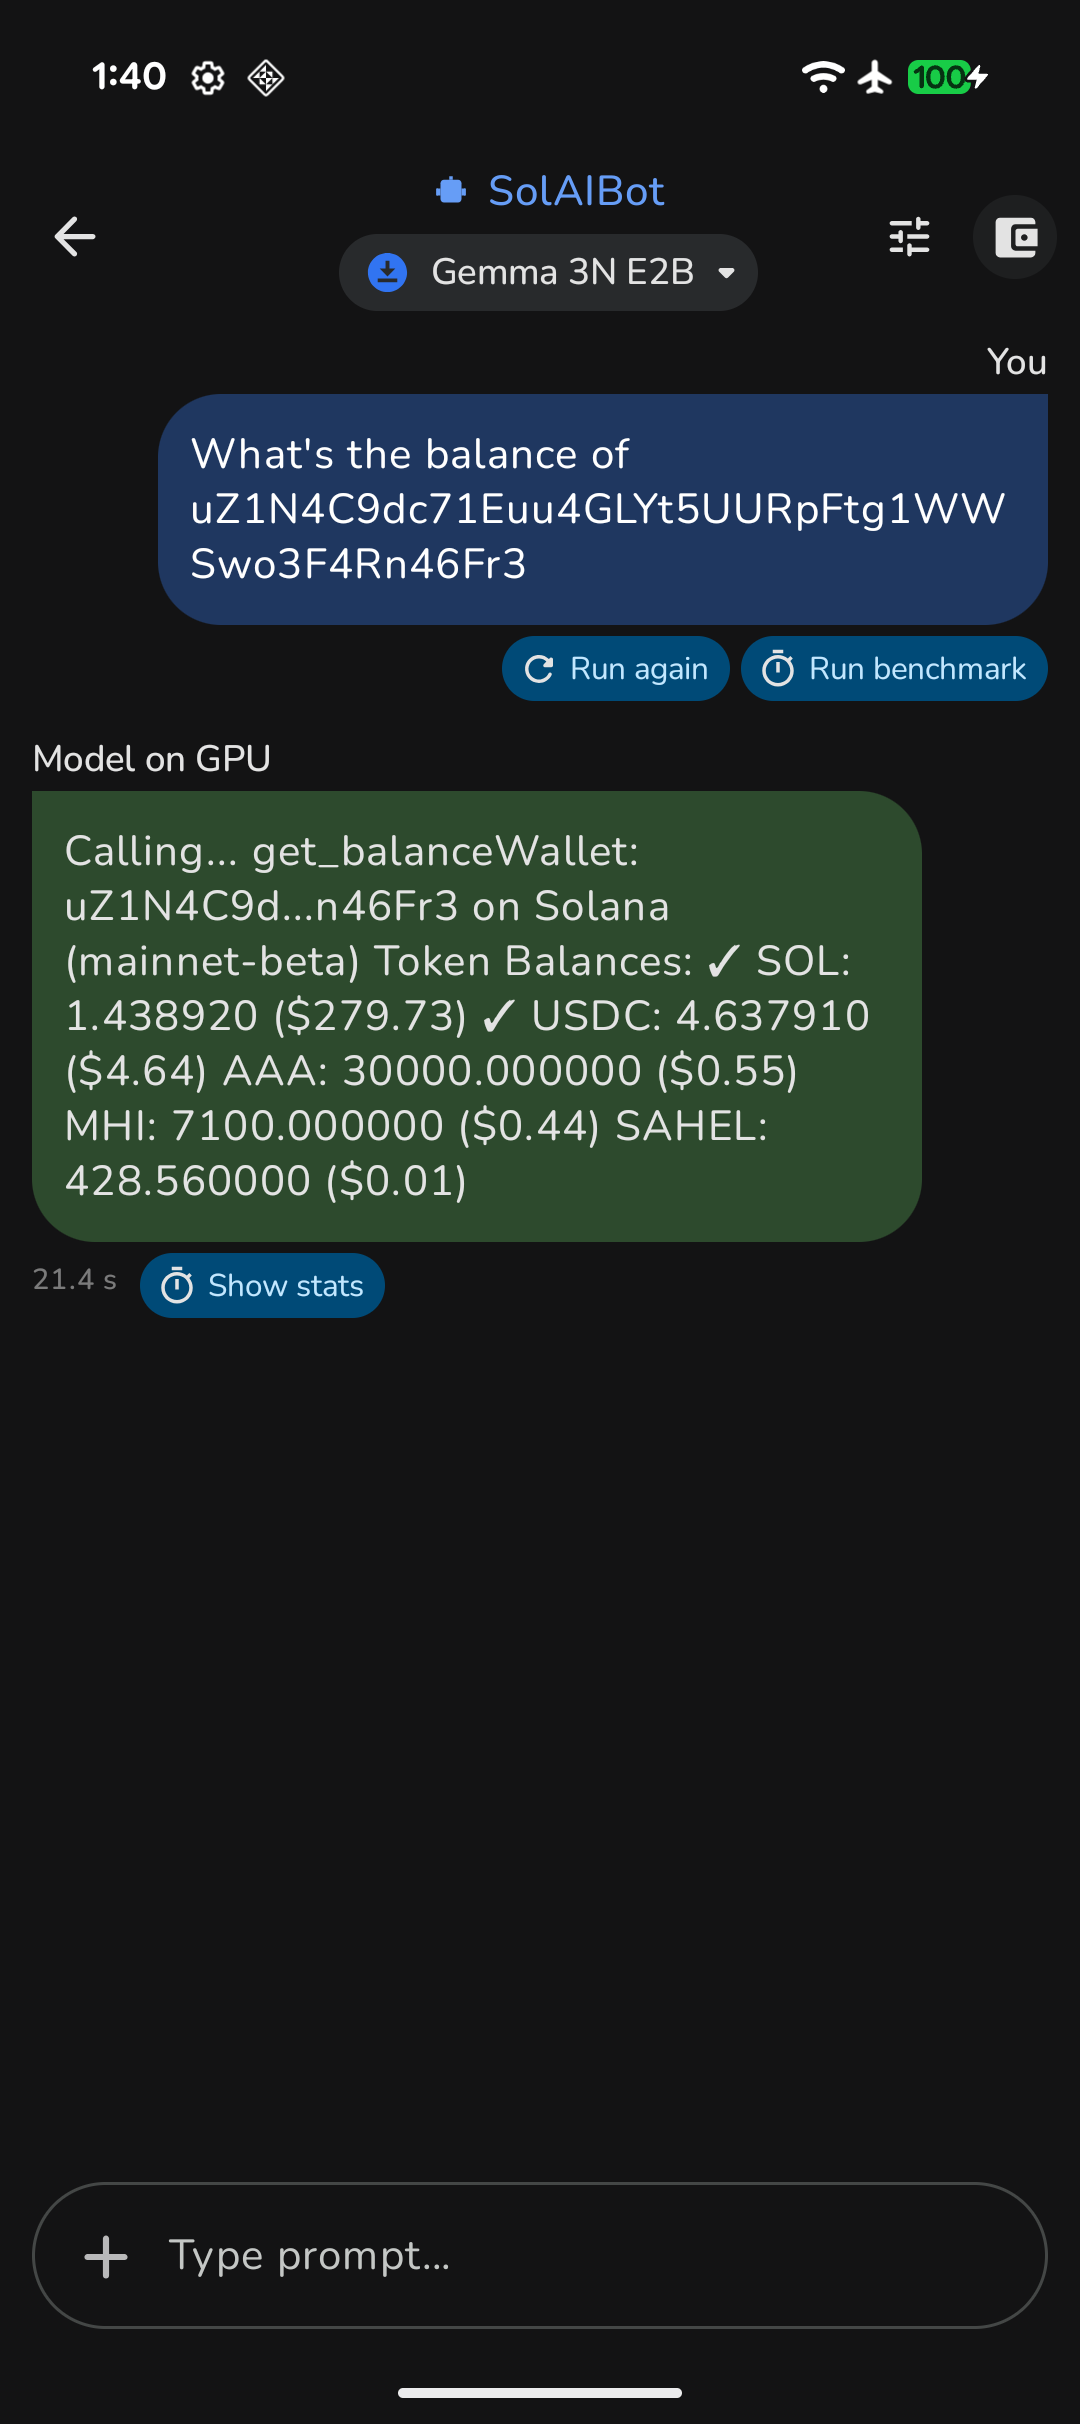 1:40
100
SolAIBot
Gemma 3N E2B
You
What's the balance of
uZ1N4C9dc71Euu4GLYt5UURpFtg1WW
Swo3F4Rn46Fr3
Run again
Run benchmark
Model on GPU
Calling... get_balanceWallet:
uZ1N4C9d...n46Fr3 on Solana
(mainnet-beta) Token Balances: ✓ SOL:
1.438920 ($279.73) ✓ USDC: 4.637910
($4.64) AAA: 30000.000000 ($0.55)
MHI: 7100.000000 ($0.44) SAHEL:
428.560000 ($0.01)
21.4 s
Show stats
Type prompt...